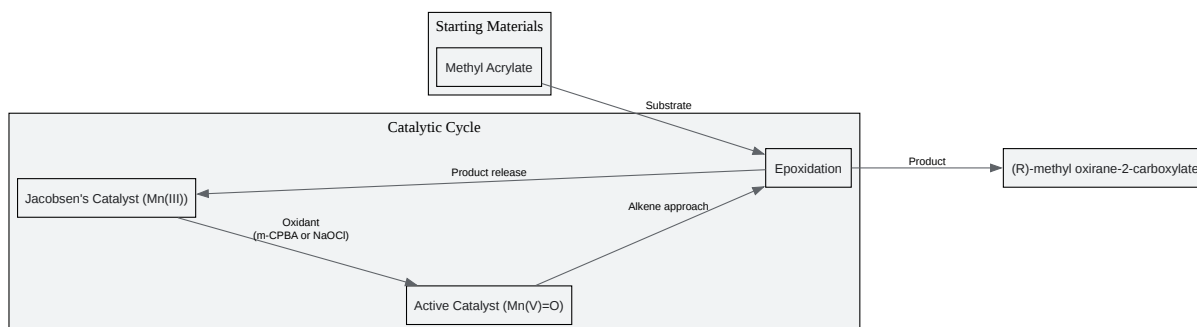 Starting Materials
Methyl Acrylate
Substrate
Catalytic Cycle
Epoxidation
Product
(R)-methyl oxirane-2-carboxylate
Product release
Jacobsen's Catalyst (Mn(III))
Alkene approach
Oxidant
(m-CPBA or NaOCl)
Active Catalyst (Mn(V)=O)